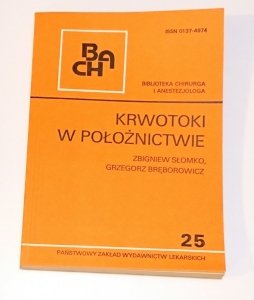 ISSN 0137-4974
BA
CH
BIBLIOTEKA CHIRURGA
I ANESTEZJOLOGA
KRWOTOKI
W POŁOŻNICTWIE
ZBIGNIEW SŁOMKO,
GRZEGORZ BRĘBOROWICZ
25
PAŃSTWOWY ZAKŁAD WYDAWNICTW LEKARSKICH